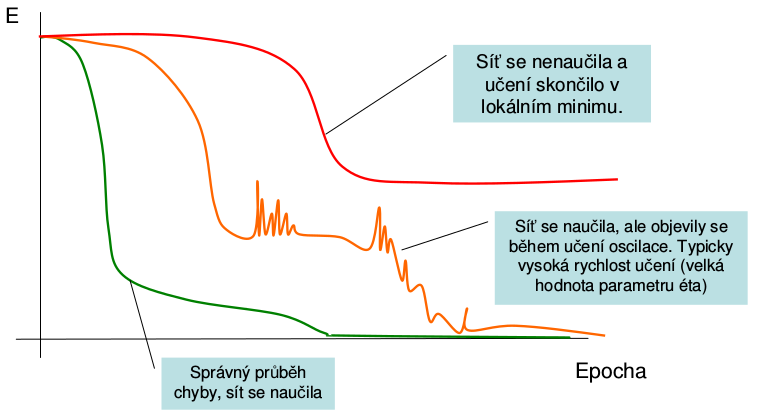 E
Síť se nenaučila a
učení skončilo v
lokálním minimu.
Síť se naučila, ale objevily se
během učení oscilace. Typicky
vysoká rychlost učení (velká
hodnota parametru éta)
Epocha
Správný průběh
chyby, sít se naučila